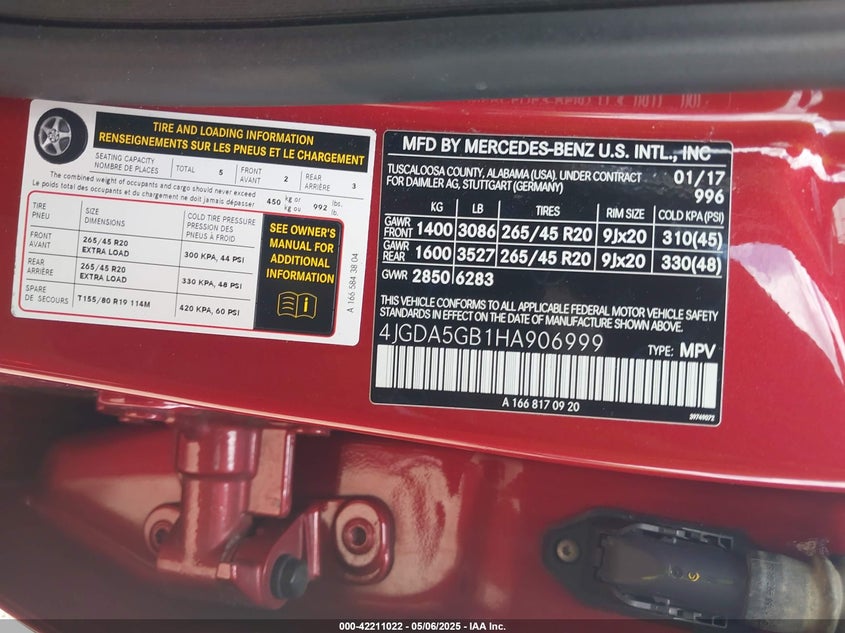 TIRE AND LOADING INFORMATION
RENSEIGNEMENTS SUR LES PNEUS ET LE CHARGEMENT
SEATING CAPACITY
NOMBRE DE PLACES
TOTAL 5
FRONT
AVANT 2
REAR
ARRIÈRE 3
The combined weight of occupants and cargo should never exceed
Le poids total des occupants et du chargement ne doit jamais dépasser
450 kg or
kg ou
992 lbs.
lb.
TIRE
PNEU
SIZE
DIMENSIONS
COLD TIRE PRESSURE
PRESSION DES
PNEUS À FROID
FRONT
AVANT
265/45 R20
EXTRA LOAD
300 KPA, 44 PSI
REAR
ARRIÈRE
265/45 R20
EXTRA LOAD
330 KPA, 48 PSI
SPARE
DE SECOURS
T155/80 R19 114M
420 KPA, 60 PSI
SEE OWNER'S
MANUAL FOR
ADDITIONAL
INFORMATION
A 166 584 38 04
MFD BY MERCEDES-BENZ U.S. INTL., INC
TUSCALOOSA COUNTY, ALABAMA (USA). UNDER CONTRACT 01/17
FOR DAIMLER AG, STUTTGART (GERMANY) 996
KG LB TIRES RIM SIZE COLD KPA (PSI)
GAWR
FRONT 1400 3086 265/45 R20 9Jx20 310(45)
GAWR
REAR 1600 3527 265/45 R20 9Jx20 330(48)
GWR 2850 6283
THIS VEHICLE CONFORMS TO ALL APPLICABLE FEDERAL MOTOR VEHICLE SAFETY
STANDARDS IN EFFECT ON THE DATE OF MANUFACTURE SHOWN ABOVE.
4JGDA5GB1HA906999
TYPE: MPV
A 166 817 09 20
39749072
000-42211022 - 05/06/2025 - IAA Inc.